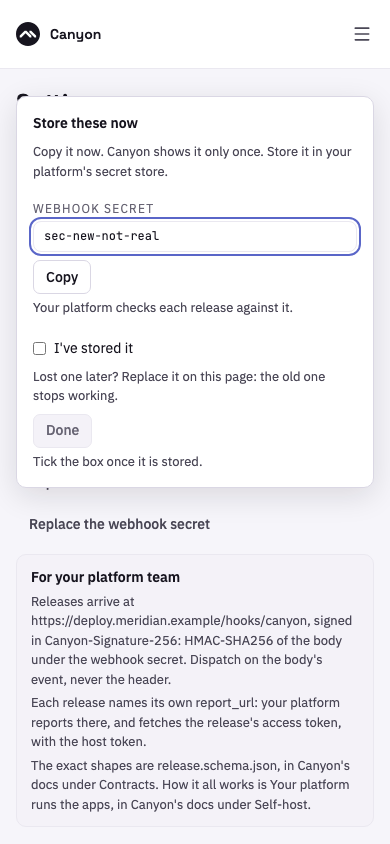 Canyon
Store these now
Copy it now. Canyon shows it only once. Store it in your
platform's secret store.
WEBHOOK SECRET
sec-new-not-real
Copy
Your platform checks each release against it.
I've stored it
Lost one later? Replace it on this page: the old one
stops working.
Done
Tick the box once it is stored.
Replace the webhook secret
For your platform team
Releases arrive at
https://deploy.meridian.example/hooks/canyon, signed
in Canyon-Signature-256: HMAC-SHA256 of the body
under the webhook secret. Dispatch on the body's
event, never the header.
Each release names its own report_url: your platform
reports there, and fetches the release's access token,
with the host token.
The exact shapes are release.schema.json, in Canyon's
docs under Contracts. How it all works is Your platform
runs the apps, in Canyon's docs under Self-host.